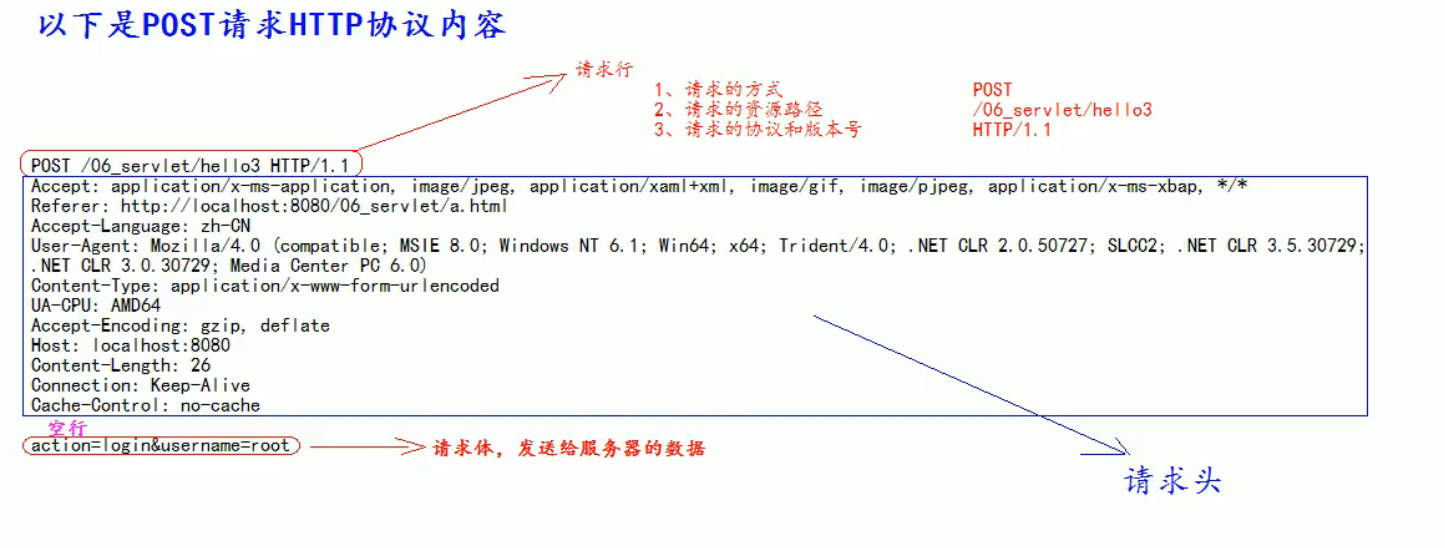 以下是POST请求HTTP协议内容
请求行
1、请求的方式 POST
2、请求的资源路径 /06_servlet/hello3
3、请求的协议和版本号 HTTP/1.1
POST /06_servlet/hello3 HTTP/1.1
Accept: application/x-ms-application, image/jpeg, application/xaml+xml, image/gif, image/pjpeg, application/x-ms-xbap, */*
Referer: http://localhost:8080/06_servlet/a.html
Accept-Language: zh-CN
User-Agent: Mozilla/4.0 (compatible; MSIE 8.0; Windows NT 6.1; Win64; x64; Trident/4.0; .NET CLR 2.0.50727; SLCC2; .NET CLR 3.5.30729;
.NET CLR 3.0.30729; Media Center PC 6.0)
Content-Type: application/x-www-form-urlencoded
UA-CPU: AMD64
Accept-Encoding: gzip, deflate
Host: localhost:8080
Content-Length: 26
Connection: Keep-Alive
Cache-Control: no-cache
空行
action=login&username=root
请求体，发送给服务器的数据
请求头